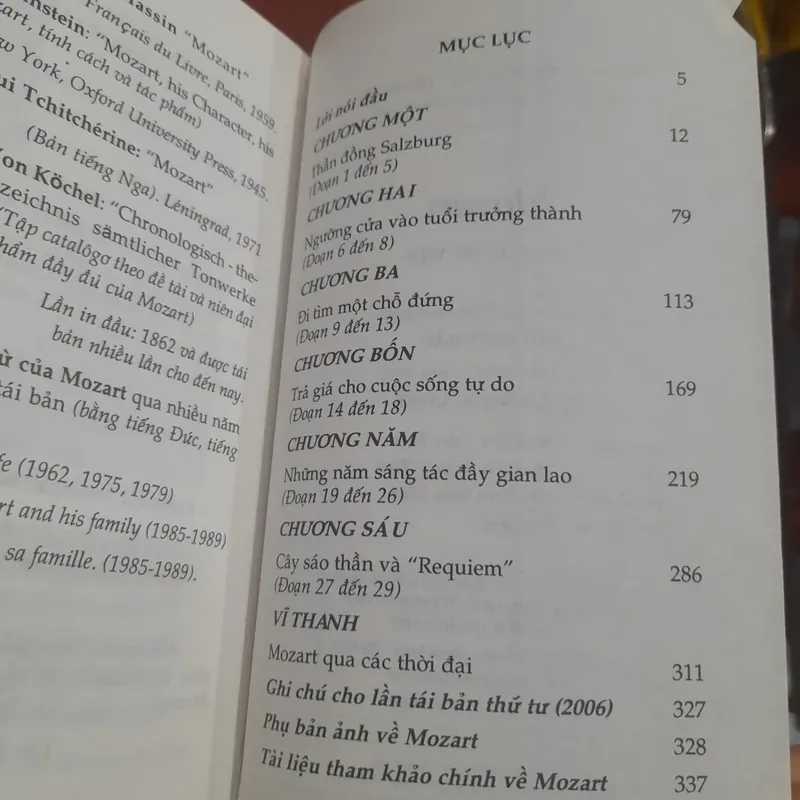 assin “Mozart”
Français du Livre, Paris, 1959.
nstein: “Mozart, his Character, his
zart, tính cách và tác phẩm)
w York, Oxford University Press, 1945.
ui Tchitchérine: “Mozart”
(Bản tiếng Nga). Léningrad, 1971
Von Köchel: “Chronologisch - the-
zeichnis sämtlicher Tonwerke
(Tập catalôgơ theo đề tài và niên đại
hẩm đầy đủ của Mozart)
Lần in đầu: 1862 và được tái
bản nhiều lần cho đến nay.
ừ của Mozart qua nhiều năm
tái bản (bằng tiếng Đức, tiếng
fe (1962, 1975, 1979)
rt and his family (1985-1989)
sa famille. (1985-1989).
MỤC LỤC
Lời nói đầu 5
CHƯƠNG MỘT
Thần đồng Salzburg 12
(Đoạn 1 đến 5)
CHƯƠNG HAI
Ngưỡng cửa vào tuổi trưởng thành 79
(Đoạn 6 đến 8)
CHƯƠNG BA
Đi tìm một chỗ đứng 113
(Đoạn 9 đến 13)
CHƯƠNG BỐN
Trả giá cho cuộc sống tự do 169
(Đoạn 14 đến 18)
CHƯƠNG NĂM
Những năm sáng tác đầy gian lao 219
(Đoạn 19 đến 26)
CHƯƠNG SÁU
Cây sáo thần và “Requiem” 286
(Đoạn 27 đến 29)
VĨ THANH
Mozart qua các thời đại 311
Ghi chú cho lần tái bản thứ tư (2006) 327
Phụ bản ảnh về Mozart 328
Tài liệu tham khảo chính về Mozart 337